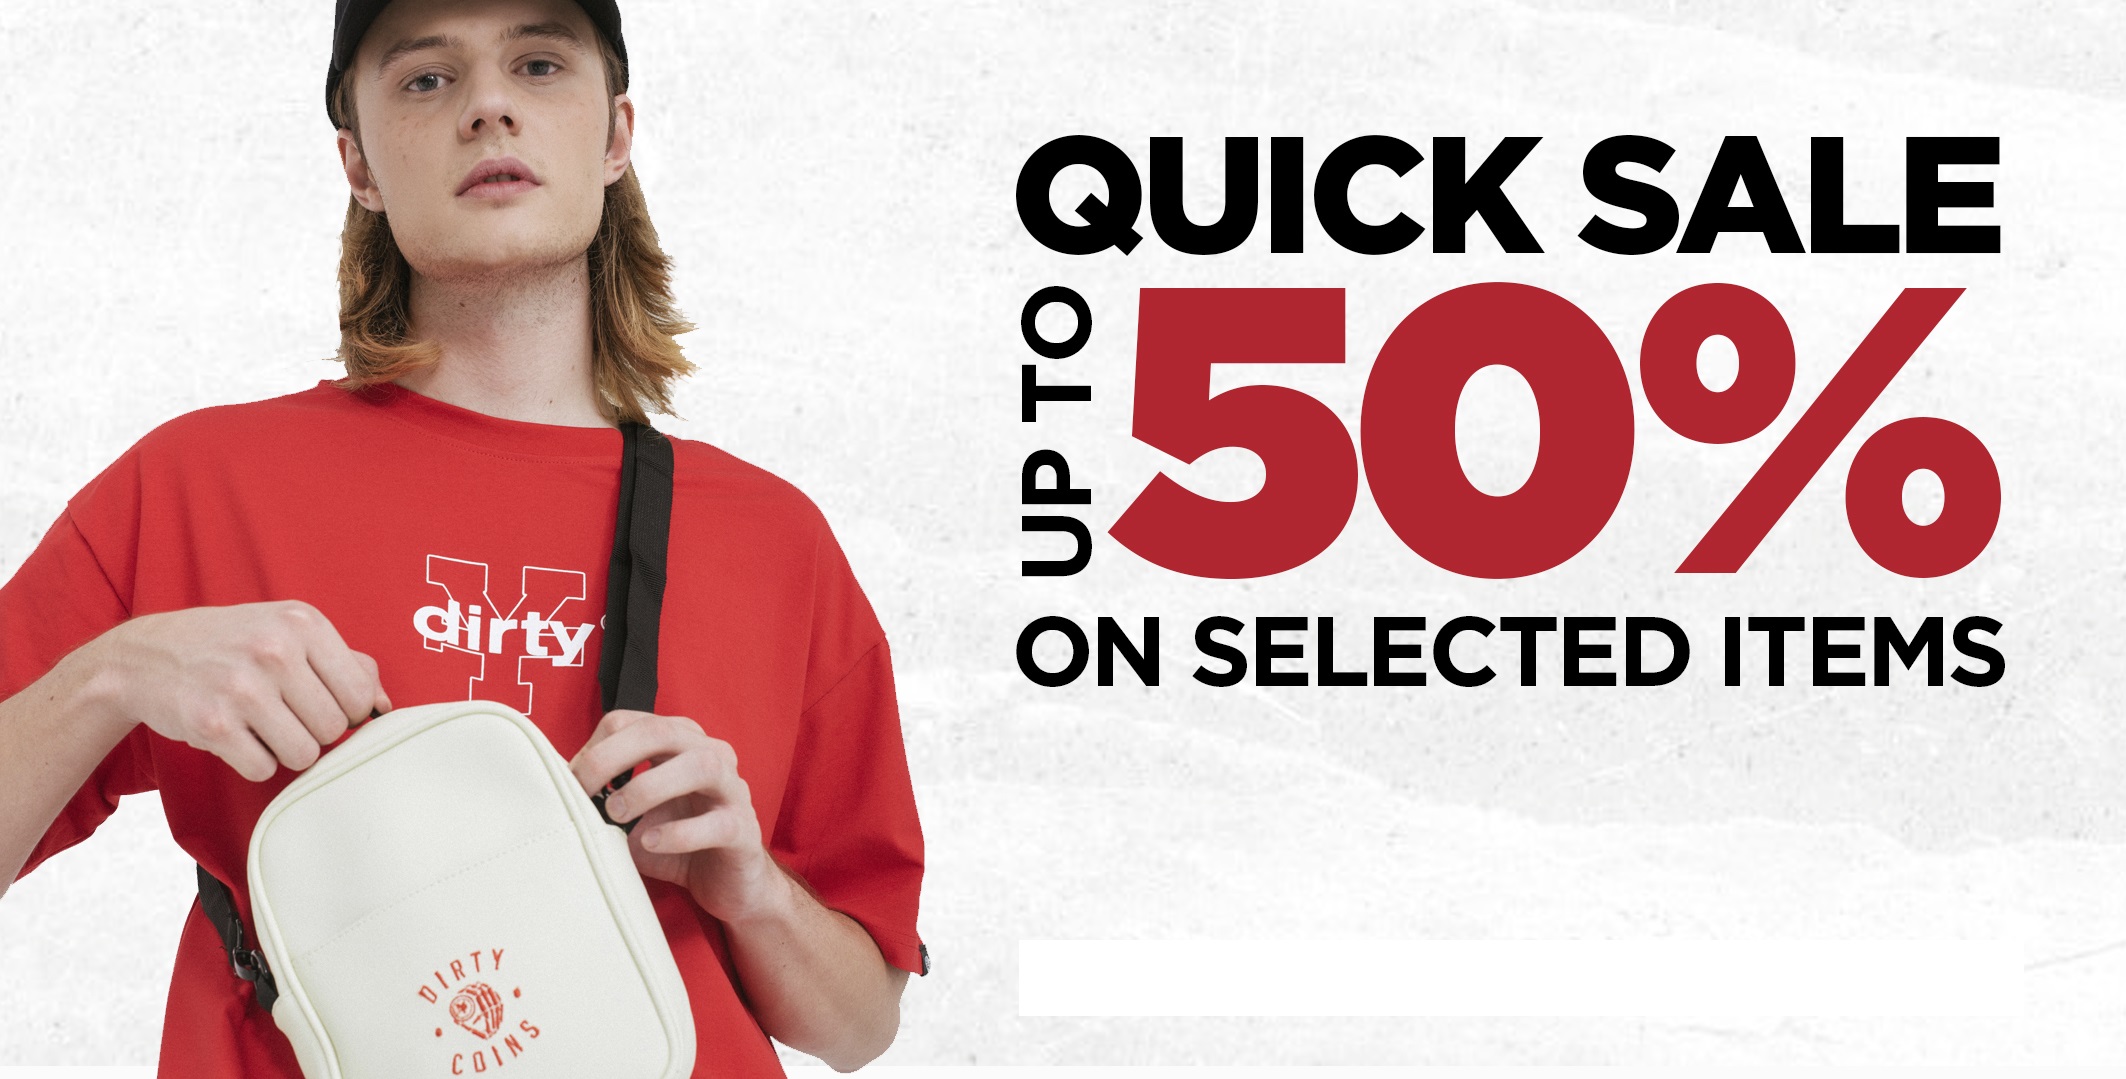 QUICK SALE
UP TO
50%
ON SELECTED ITEMS
Y
dirty
DIRTY
COINS